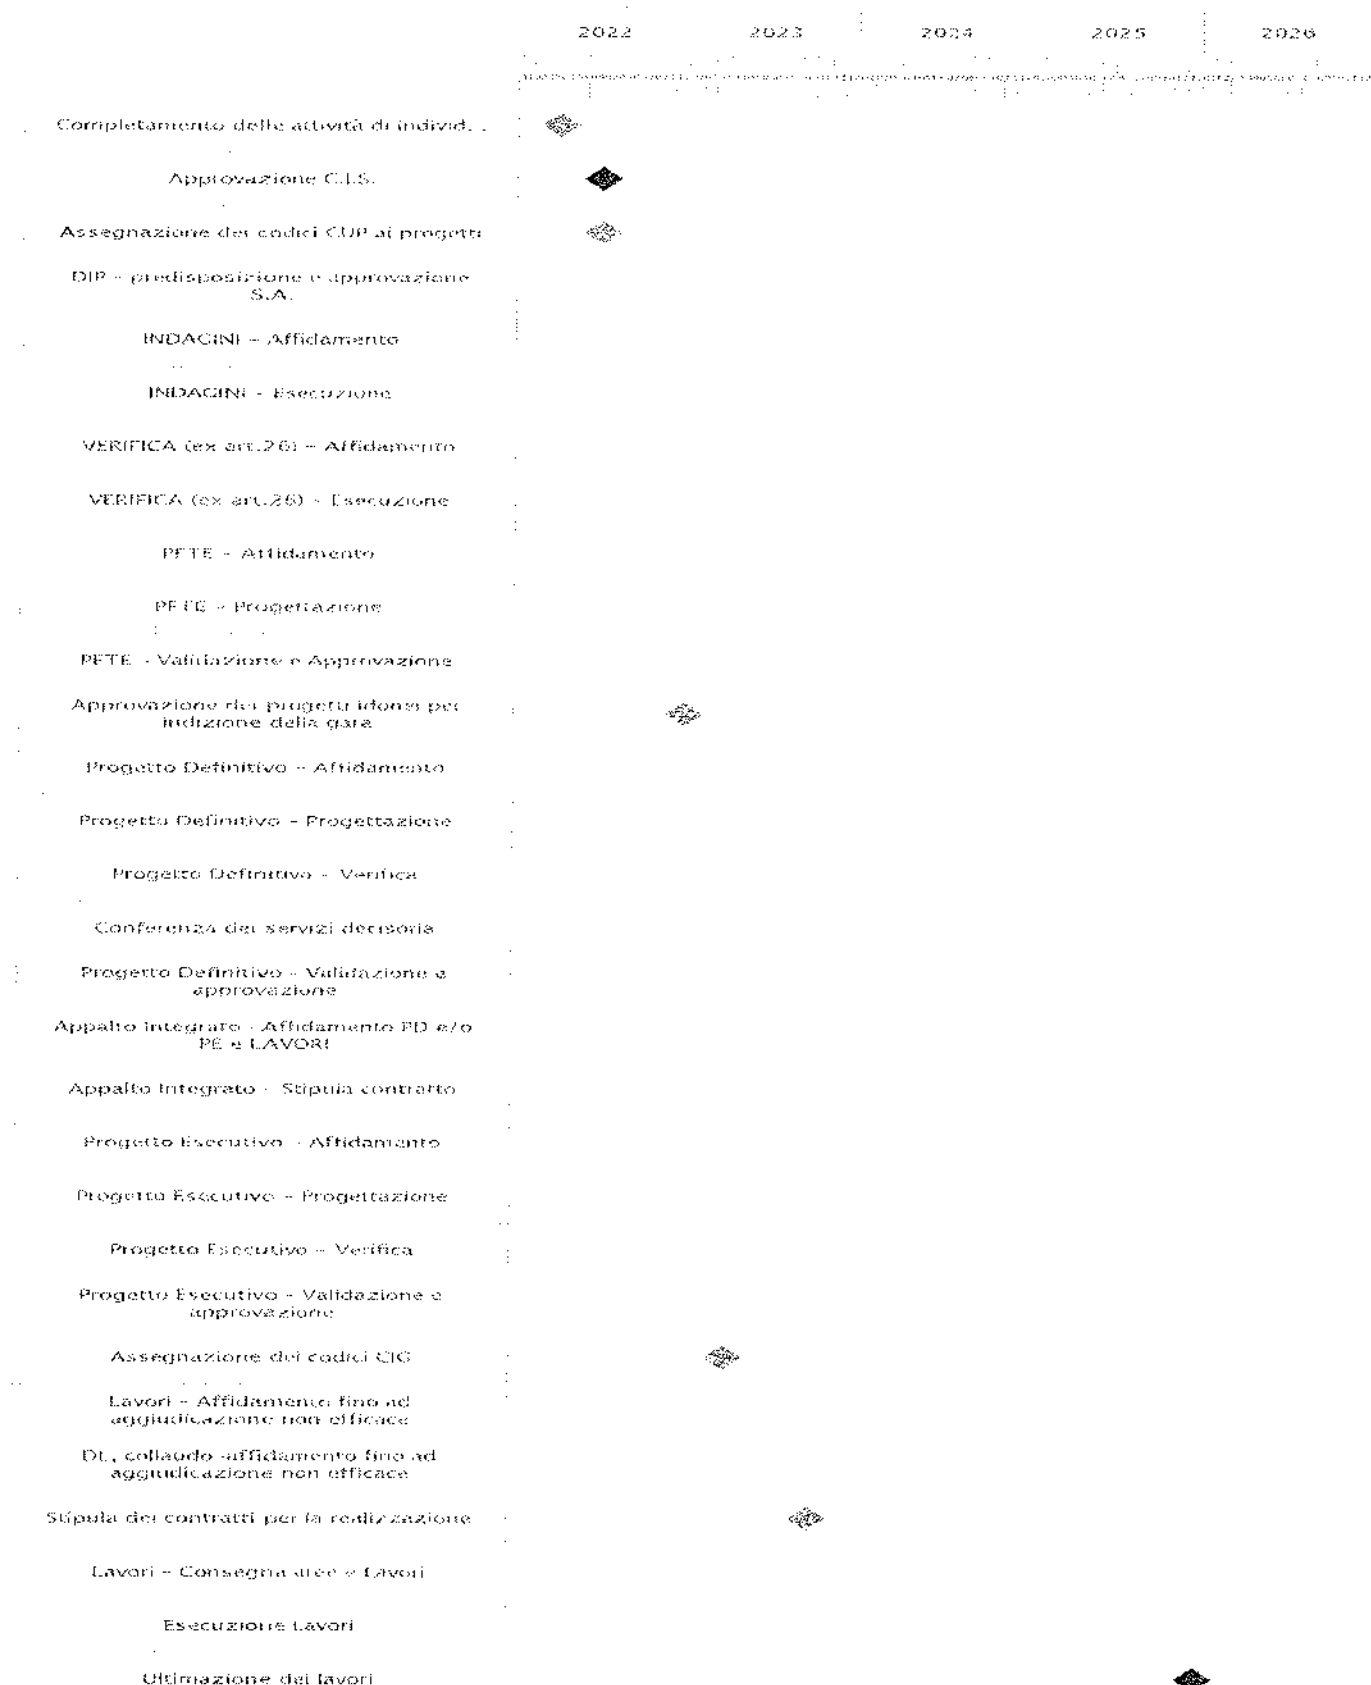 2022 2023 2024 2025 2026
Completamento delle attività di individ...
Approvazione C.I.S.
Assegnazione dei codici CUP ai progetti
DIP - predisposizione e approvazione
S.A.
INDAGINI - Affidamento
INDAGINI - Esecuzione
VERIFICA (ex art.26) - Affidamento
VERIFICA (ex art.26) - Esecuzione
PFTE - Affidamento
PFTE - Progettazione
PFTE - Validazione e Approvazione
Approvazione dei progetti idonei per
indizione della gara
Progetto Definitivo - Affidamento
Progetto Definitivo - Progettazione
Progetto Definitivo - Verifica
Conferenza dei servizi decisoria
Progetto Definitivo - Validazione e
approvazione
Appalto Integrato - Affidamento PD e/o
PE e LAVORI
Appalto Integrato - Stipula contratto
Progetto Esecutivo - Affidamento
Progetto Esecutivo - Progettazione
Progetto Esecutivo - Verifica
Progetto Esecutivo - Validazione e
approvazione
Assegnazione dei codici CIG
Lavori - Affidamento fino ad
aggiudicazione non efficace
DL, collaudo -affidamento fino ad
aggiudicazione non efficace
Stipula dei contratti per la realizzazione
Lavori - Consegna aree e Lavori
Esecuzione Lavori
Ultimazione dei lavori